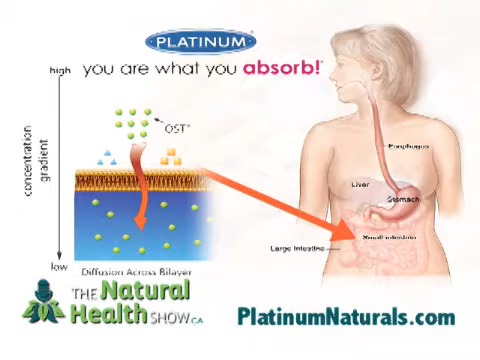 PLATINUM®
you are what you absorb!®
high
concentration gradient
OST®
low
Diffusion Across Bilayer
Esophagus
Liver
Stomach
Small intestine
Large Intestine
THE Natural
Health SHOW.CA
PlatinumNaturals.com